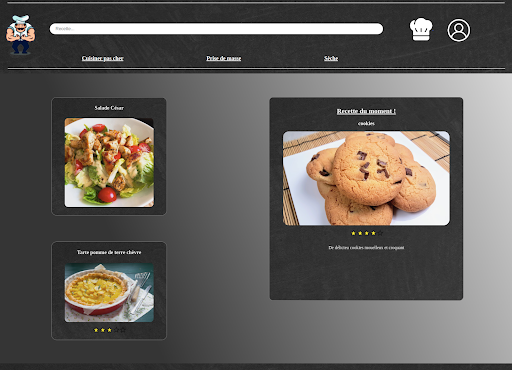 Recette...
Cuisiner pas cher
Prise de masse
Sèche
Salade César
Recette du moment !
cookies
De délicieux cookies mouelleux et croquant
Tarte pomme de terre chèvre